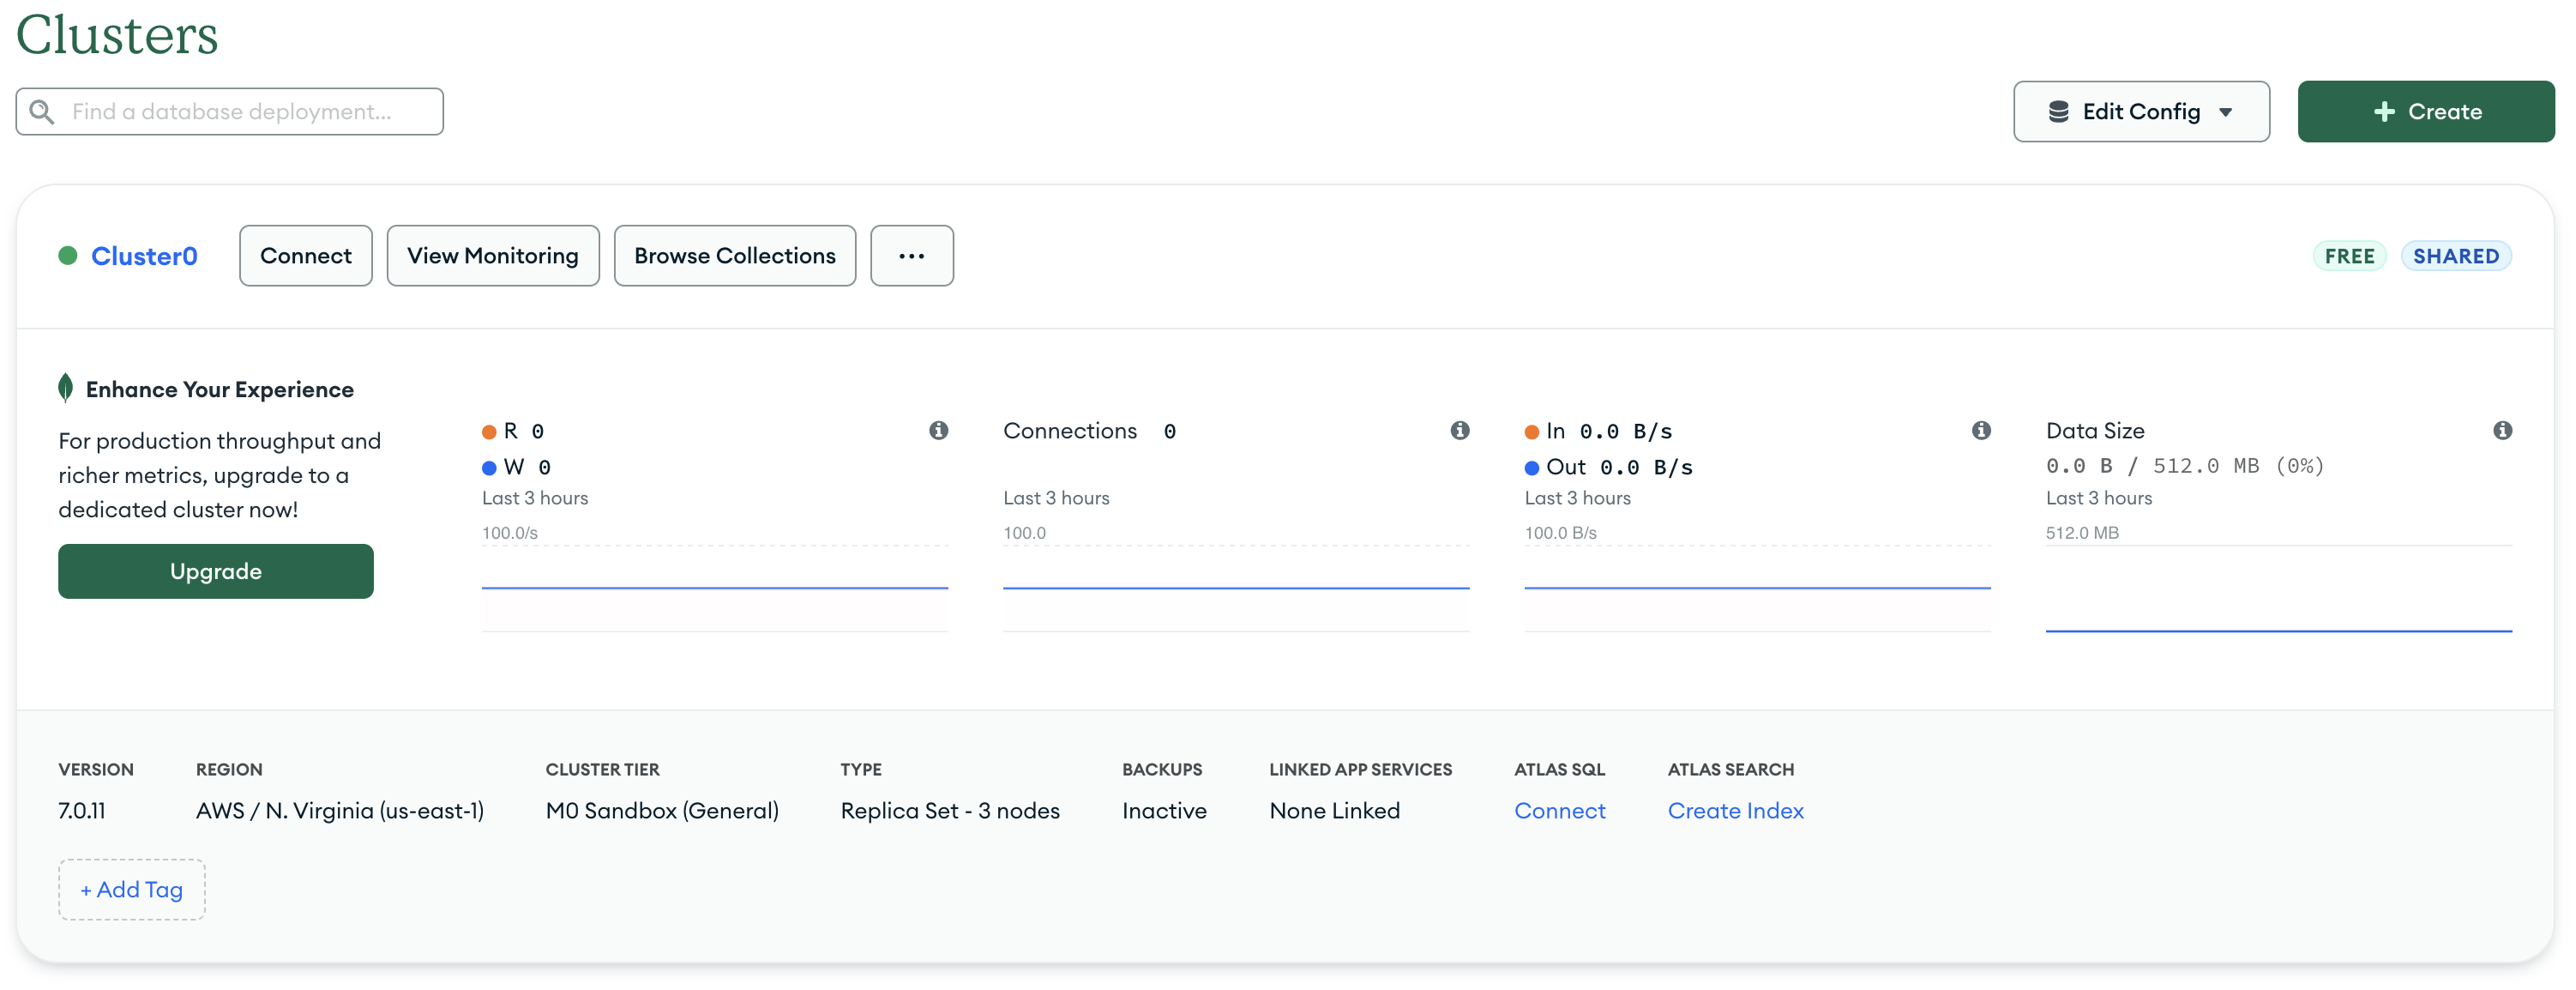 Clusters
Find a database deployment...
Edit Config
Create
Cluster0
Connect
View Monitoring
Browse Collections
...
FREE
SHARED
Enhance Your Experience
For production throughput and
richer metrics, upgrade to a
dedicated cluster now!
Upgrade
R 0
W 0
Last 3 hours
100.0/s
Connections 0
Last 3 hours
100.0
In 0.0 B/s
Out 0.0 B/s
Last 3 hours
100.0 B/s
Data Size
0.0 B / 512.0 MB (0%)
Last 3 hours
512.0 MB
VERSION
7.0.11
REGION
AWS / N. Virginia (us-east-1)
CLUSTER TIER
M0 Sandbox (General)
TYPE
Replica Set - 3 nodes
BACKUPS
Inactive
LINKED APP SERVICES
None Linked
ATLAS SQL
Connect
ATLAS SEARCH
Create Index
+ Add Tag